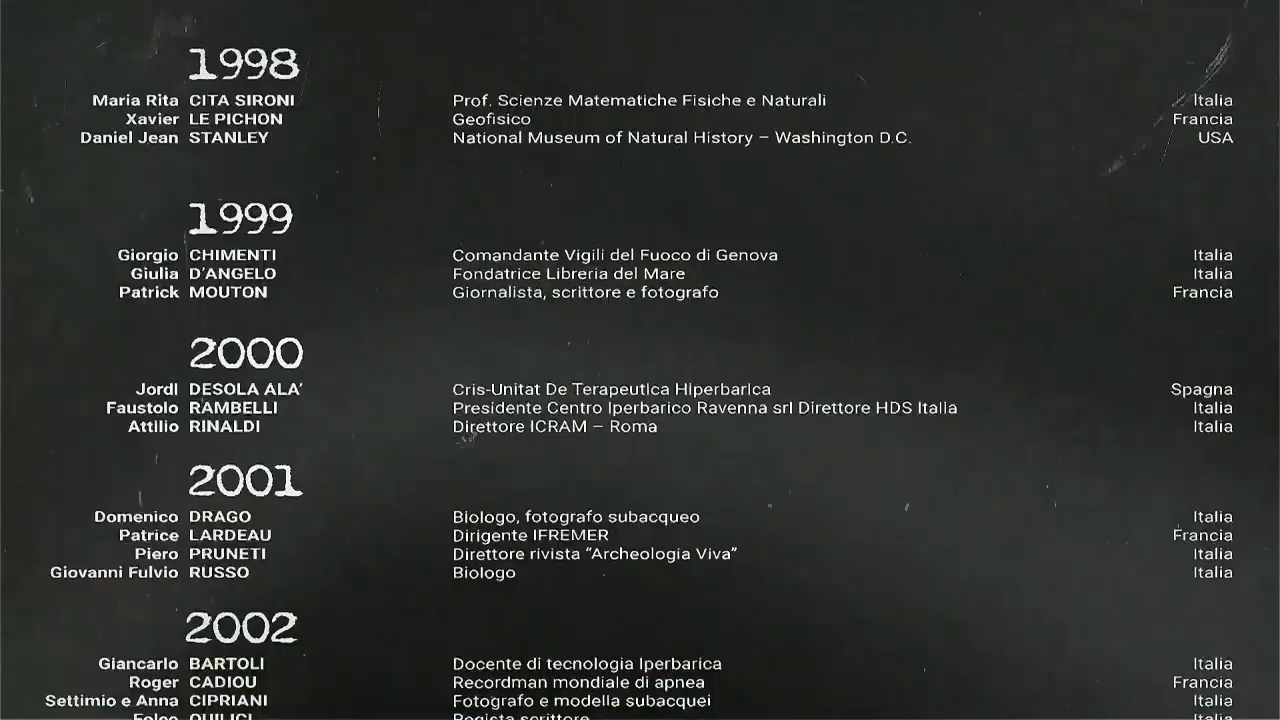 1998
Maria Rita CITA SIRONI Prof. Scienze Matematiche Fisiche e Naturali Italia
Xavier LE PICHON Geofisico Francia
Daniel Jean STANLEY National Museum of Natural History – Washington D.C. USA
1999
Giorgio CHIMENTI Comandante Vigili del Fuoco di Genova Italia
Giulia D'ANGELO Fondatrice Libreria del Mare Italia
Patrick MOUTON Giornalista, scrittore e fotografo Francia
2000
Jordi DESOLA ALA' Cris-Unitat De Terapeutica Hiperbarica Spagna
Faustolo RAMBELLI Presidente Centro Iperbarico Ravenna srl Direttore HDS Italia Italia
Attilio RINALDI Direttore ICRAM – Roma Italia
2001
Domenico DRAGO Biologo, fotografo subacqueo Italia
Patrice LARDEAU Dirigente IFREMER Francia
Piero PRUNETI Direttore rivista "Archeologia Viva" Italia
Giovanni Fulvio RUSSO Biologo Italia
2002
Giancarlo BARTOLI Docente di tecnologia Iperbarica Italia
Roger CADIOU Recordman mondiale di apnea Francia
Settimio e Anna CIPRIANI Fotografo e modella subacquei Italia
Folco QUILICI Regista scrittore Italia